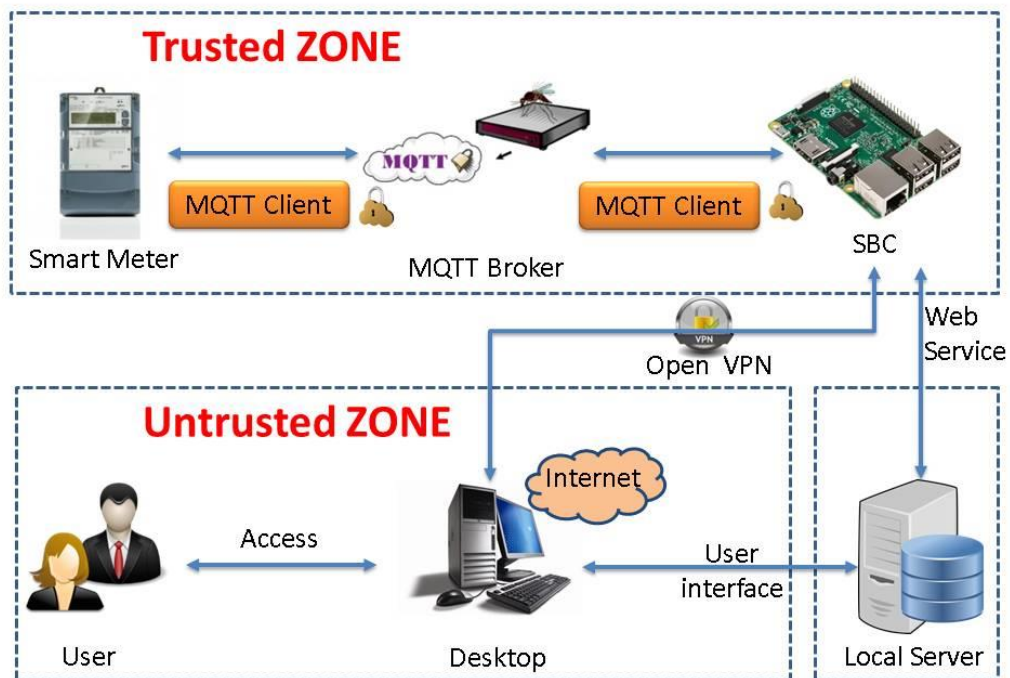 Trusted ZONE
MQTT
MQTT Client
MQTT Client
Smart Meter
MQTT Broker
SBC
VPN
Open VPN
Web
Service
Untrusted ZONE
Internet
Access
User
interface
User
Desktop
Local Server